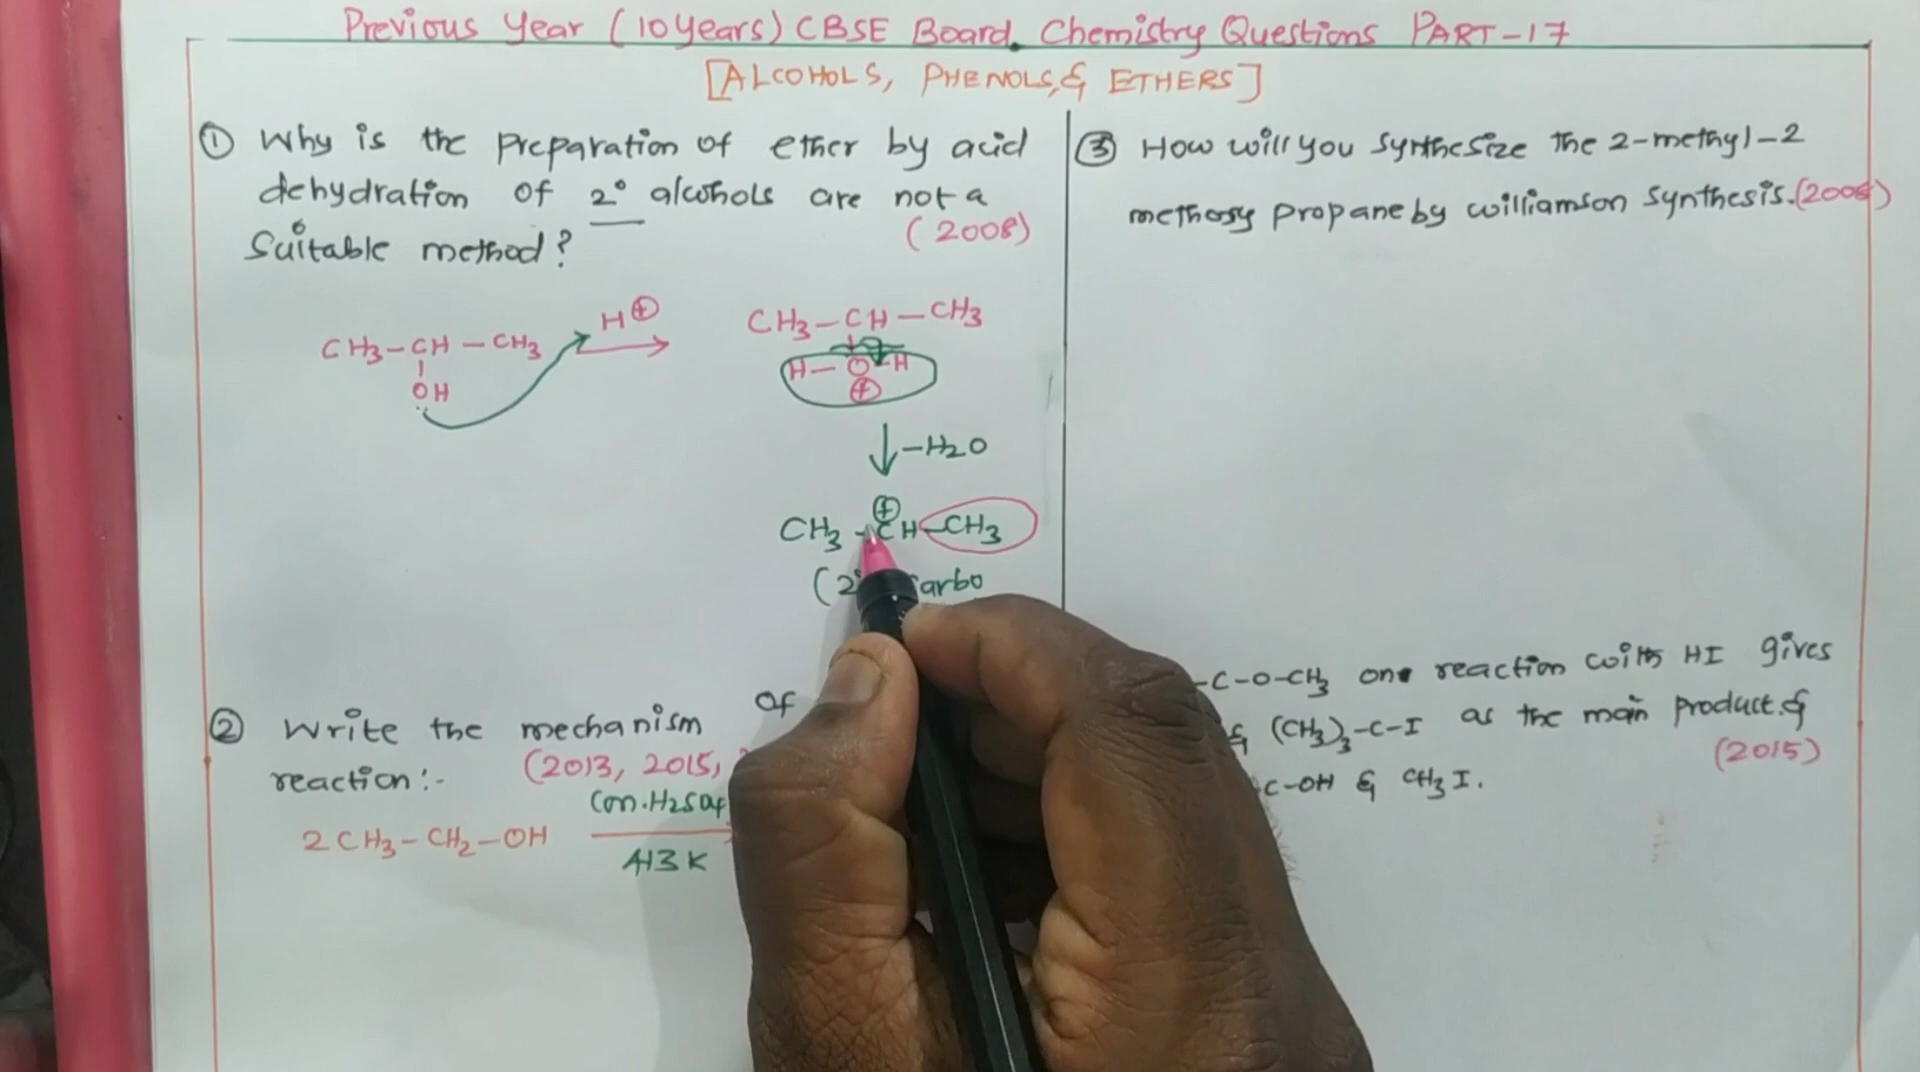 Previous Year (10 years) CBSE Board Chemistry Questions PART-17
[ALCOHOLS, PHENOLS, & ETHERS]
① Why is the preparation of ether by acid
dehydration of 2° alcohols are not a
Suitable method? (2008)
H⊕
CH3-CH-CH3
OH
CH3-CH-CH3
H-O-H
⊕
-H2O
⊕
CH3-CH-CH3
(2° carbo
② Write the mechanism of
reaction:- (2013, 2015,
2CH3-CH2-OH
Con.H2SO4
413K
③ How will you Synthesize the 2-methyl-2
methoxy propane by williamson Synthesis. (2008)
-C-O-CH3 one reaction with HI gives
& (CH3)3-C-I as the main product &
(2015)
C-OH & CH3I.